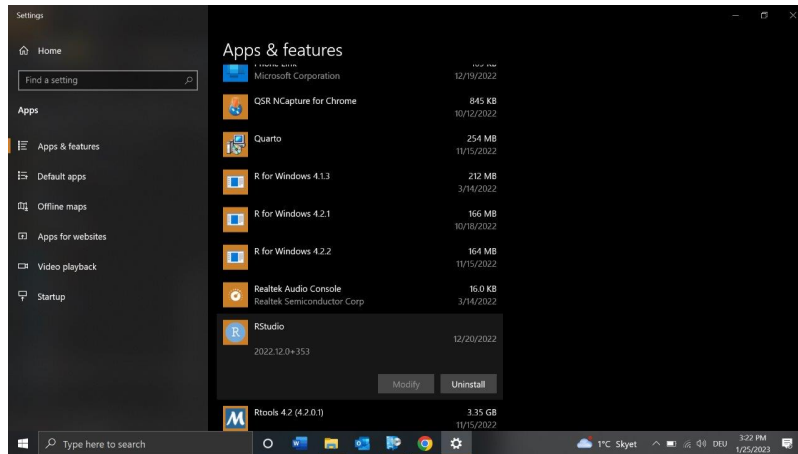 Settings
Home
Find a setting
Apps
Apps & features
Default apps
Offline maps
Apps for websites
Video playback
Startup
Apps & features
Microsoft Corporation 12/19/2022
QSR NCapture for Chrome 845 KB
10/12/2022
Quarto 254 MB
11/15/2022
R for Windows 4.1.3 212 MB
3/14/2022
R for Windows 4.2.1 166 MB
10/18/2022
R for Windows 4.2.2 164 MB
11/15/2022
Realtek Audio Console 16.0 KB
Realtek Semiconductor Corp 3/14/2022
R RStudio
12/20/2022
2022.12.0+353
Modify Uninstall
Rtools 4.2 (4.2.0.1) 3.35 GB
11/15/2022
Type here to search
1°C Skyet DEU 3:22 PM
1/25/2023